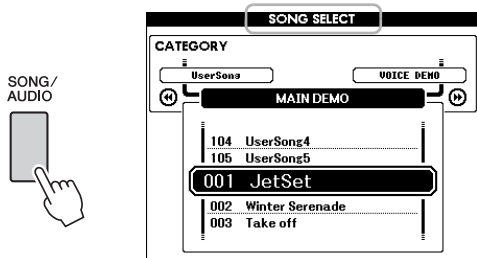 SONG SELECT
CATEGORY
UserSong
VOICE DEMO
SONG/
AUDIO
MAIN DEMO
104 UserSong4
105 UserSong5
001 JetSet
002 Winter Serenade
003 Take off